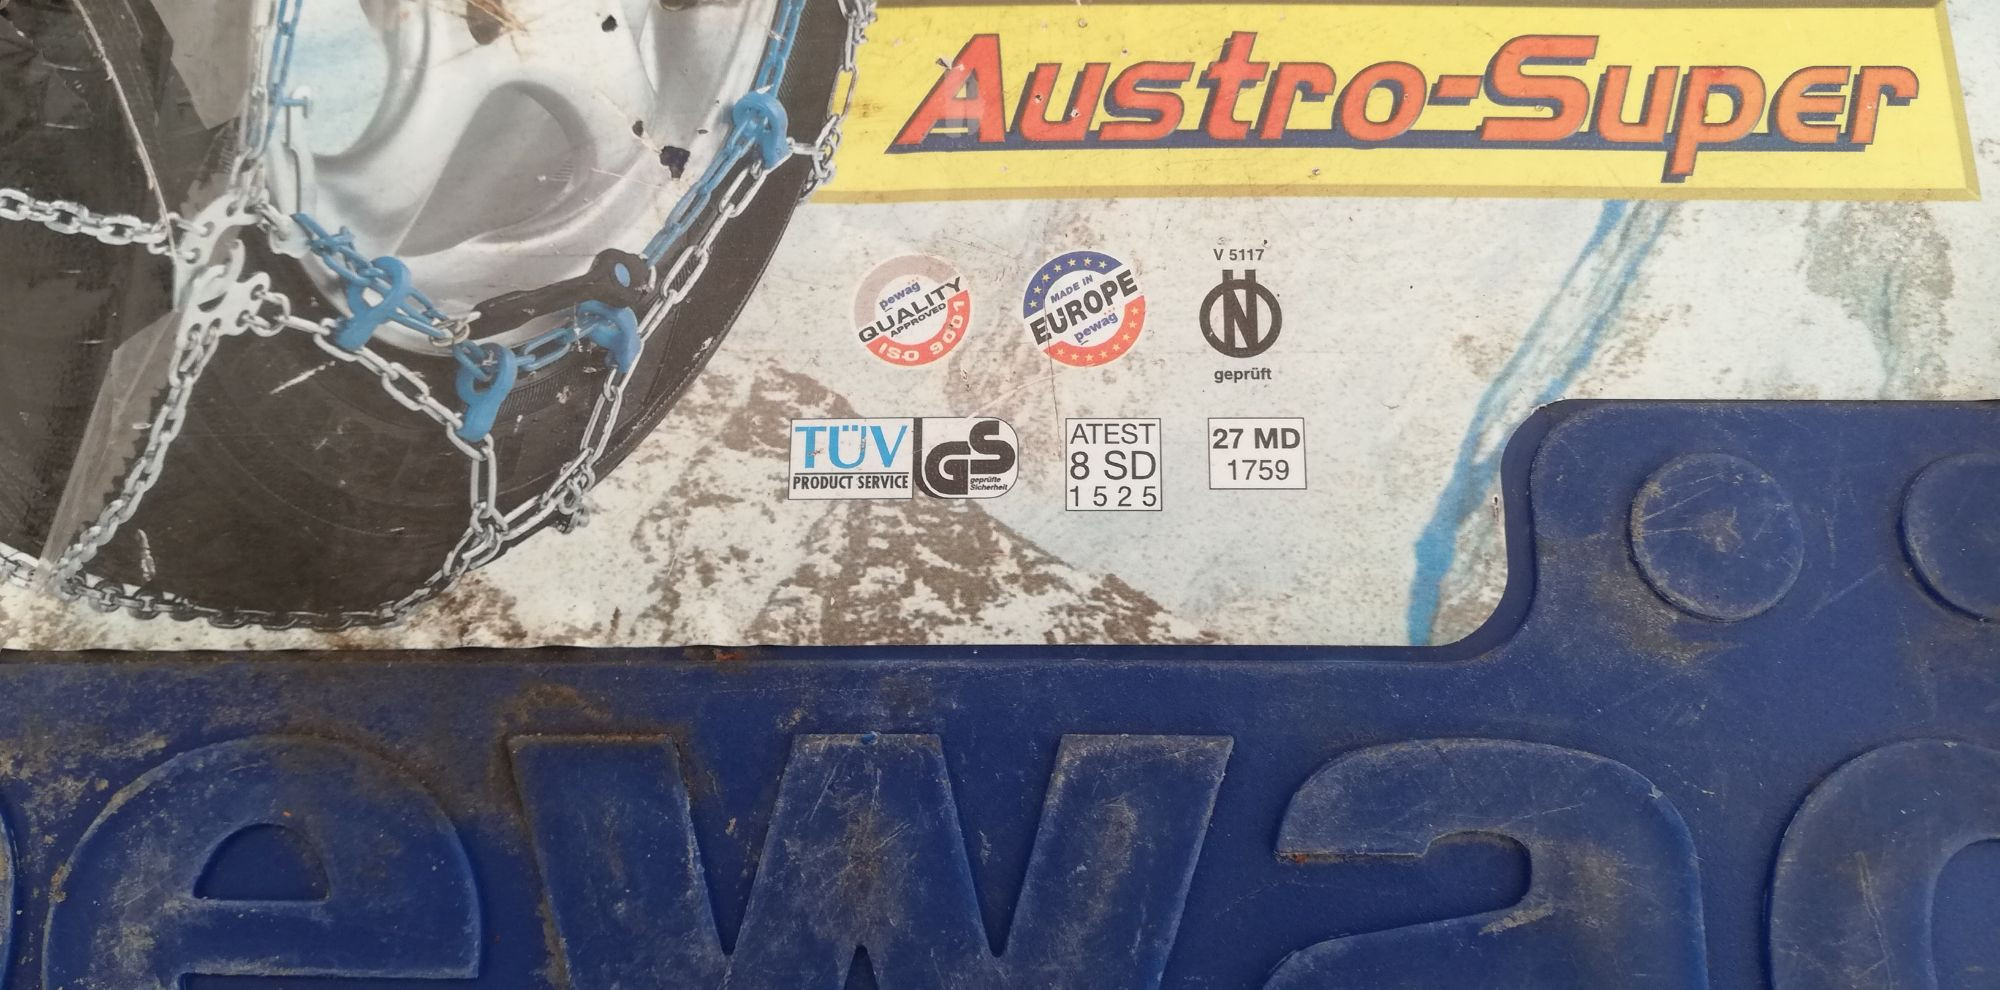 Austro-Super
pewag
QUALITY
APPROVED
ISO 9001
MADE IN
EUROPE
pewag
V 5117
N
geprüft
TÜV
PRODUCT SERVICE
GS
geprüfte
Sicherheit
ATEST
8 SD
1525
27 MD
1759
pewag